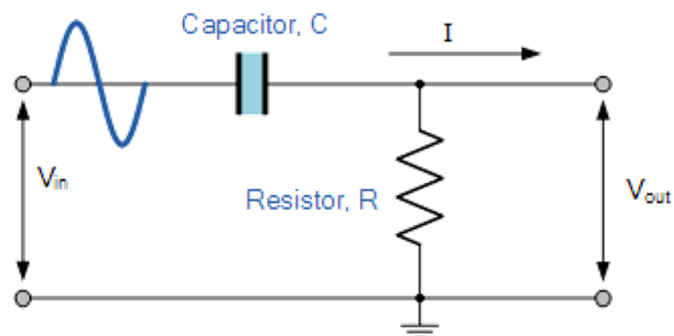 Capacitor, C
I
Vin
Resistor, R
Vout